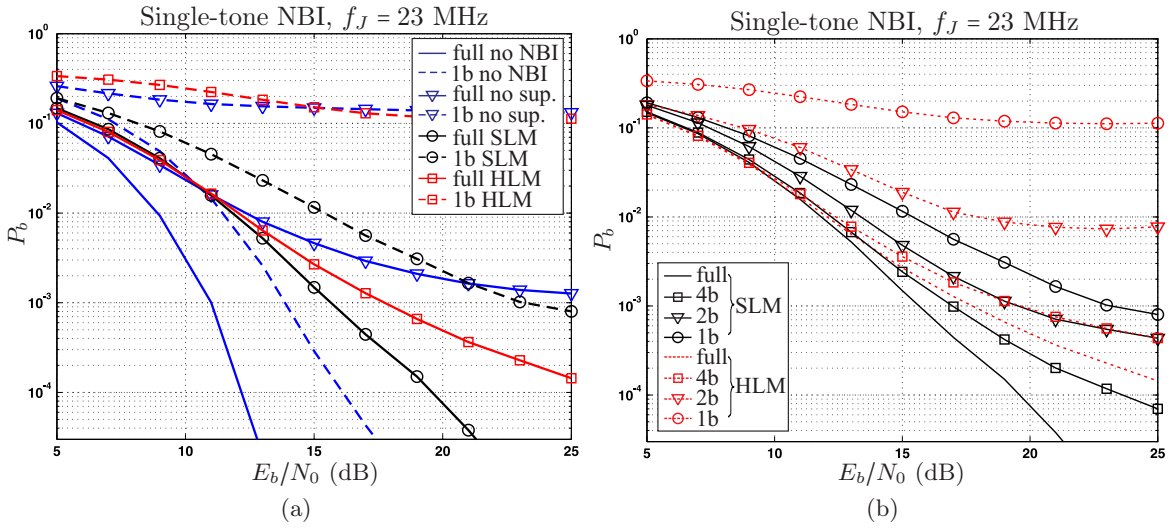 Single-tone NBI, f_J = 23 MHz
10^0
10^-1
10^-2
10^-3
10^-4
P_b
5
10
15
20
25
E_b/N_0 (dB)
full no NBI
1b no NBI
full no sup.
1b no sup.
full SLM
1b SLM
full HLM
1b HLM
(a)
Single-tone NBI, f_J = 23 MHz
10^0
10^-1
10^-2
10^-3
10^-4
P_b
5
10
15
20
25
E_b/N_0 (dB)
full
4b
2b
1b
SLM
full
4b
2b
1b
HLM
(b)